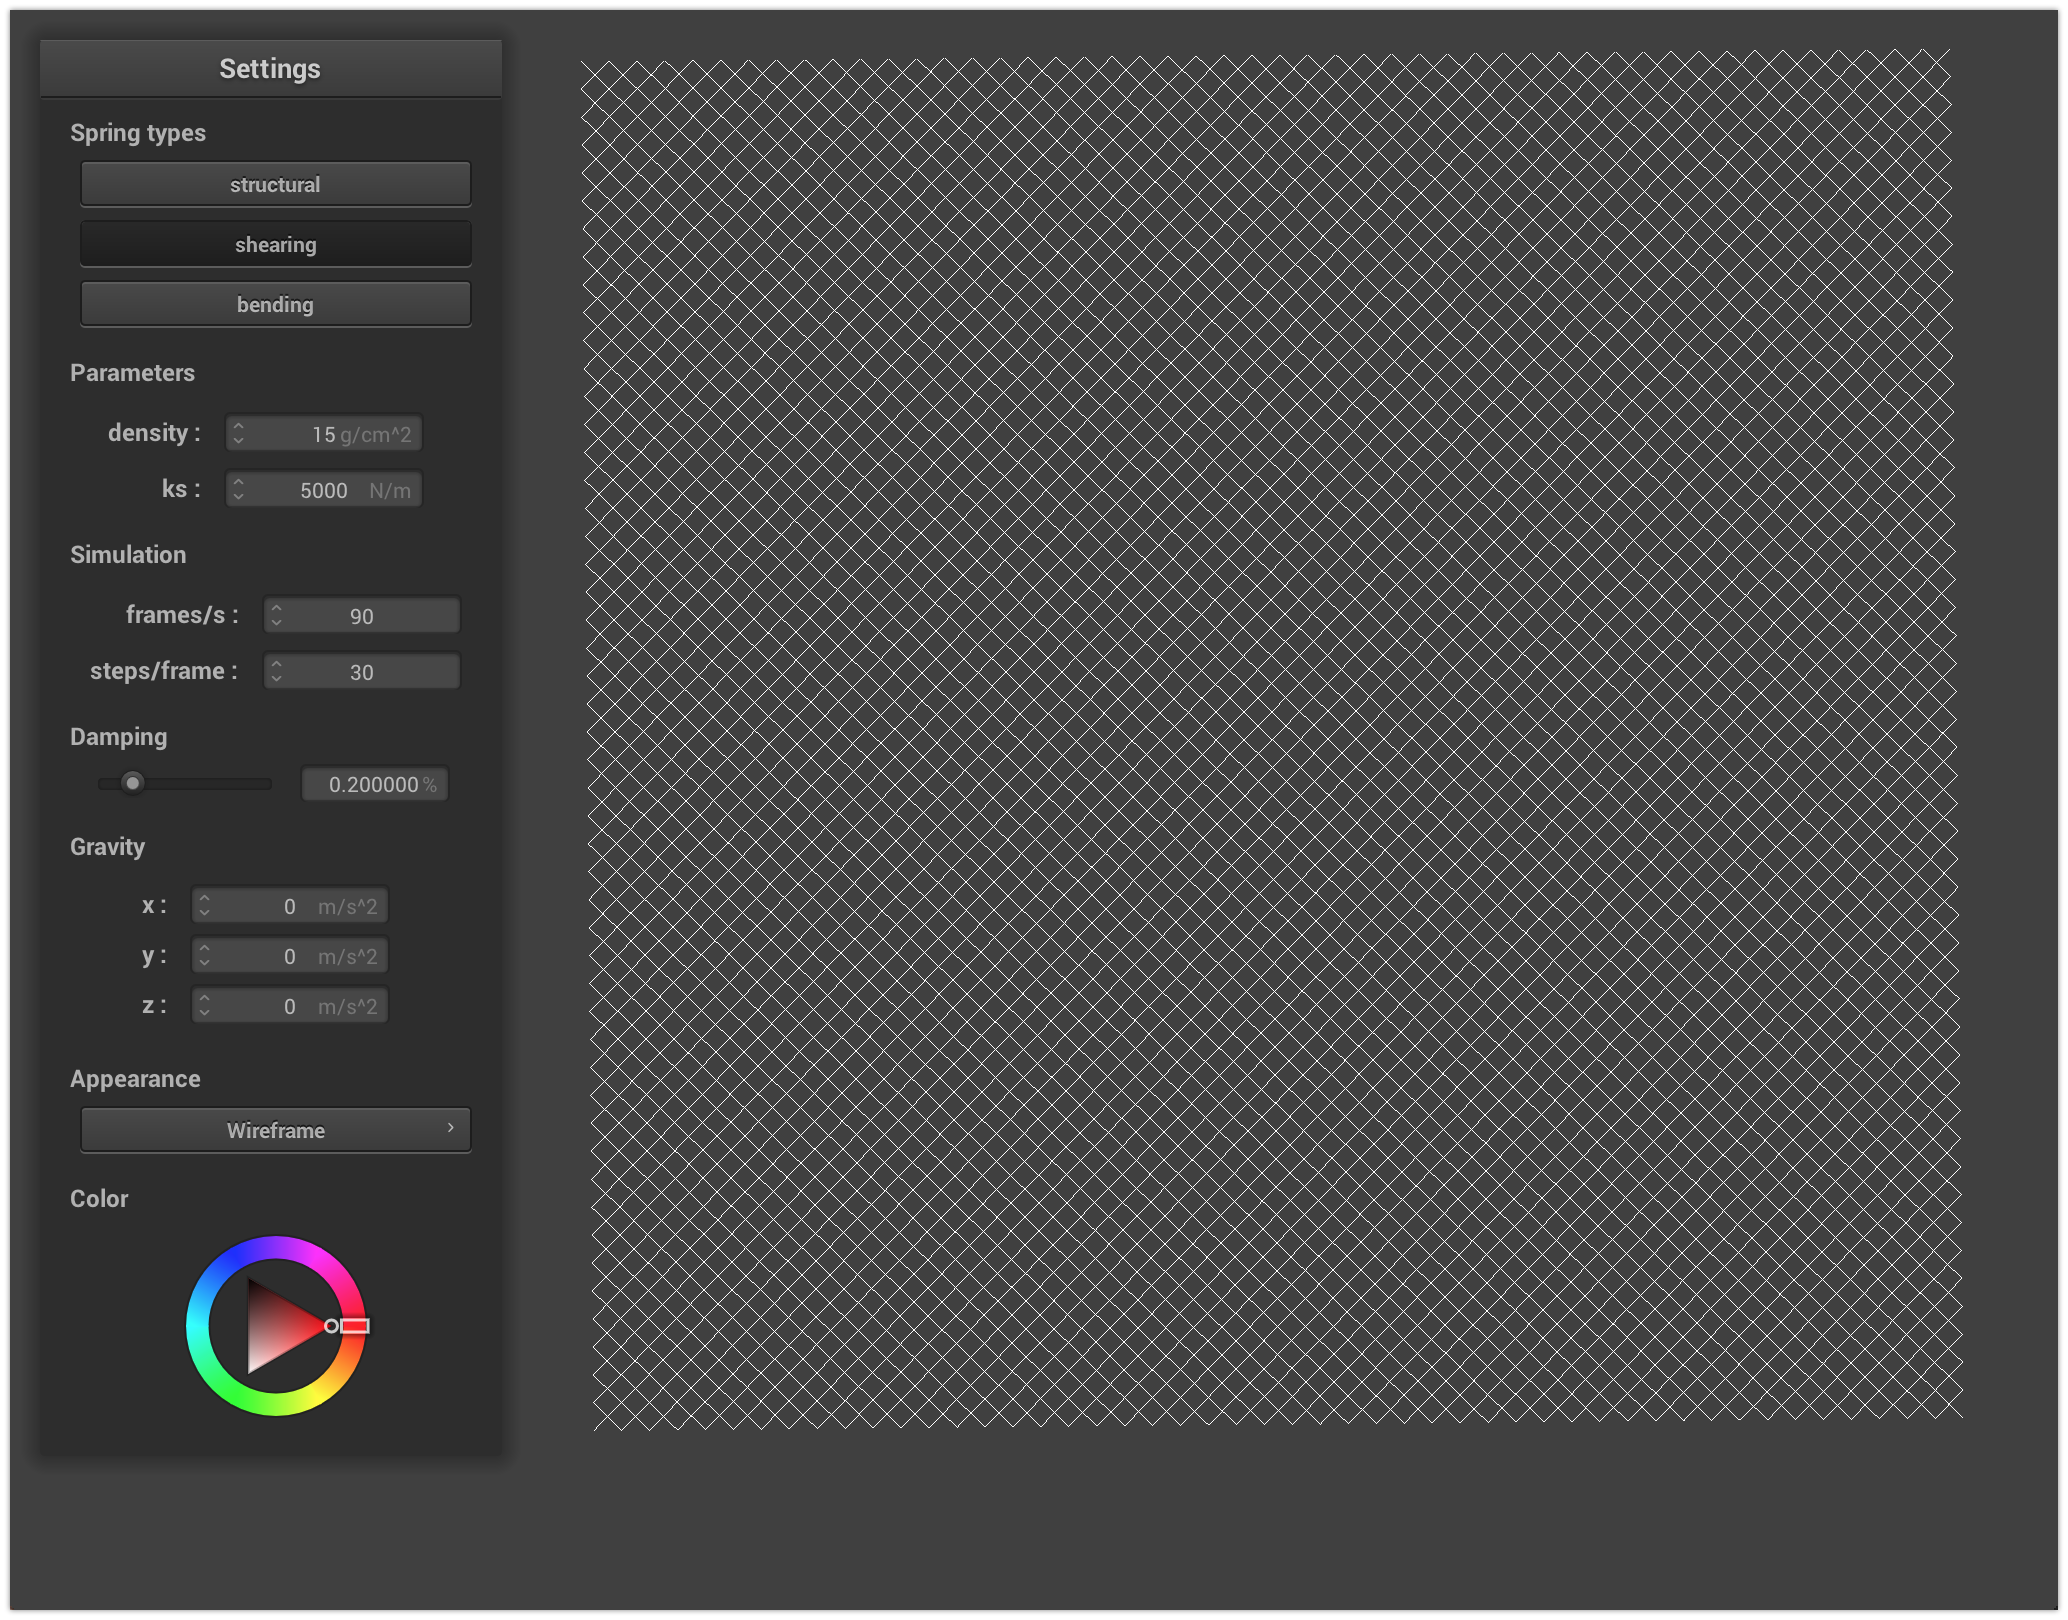 Settings
Spring types
structural
shearing
bending
Parameters
density : 15 g/cm^2
ks : 5000 N/m
Simulation
frames/s : 90
steps/frame : 30
Damping
0.200000 %
Gravity
x : 0 m/s^2
y : 0 m/s^2
z : 0 m/s^2
Appearance
Wireframe
Color